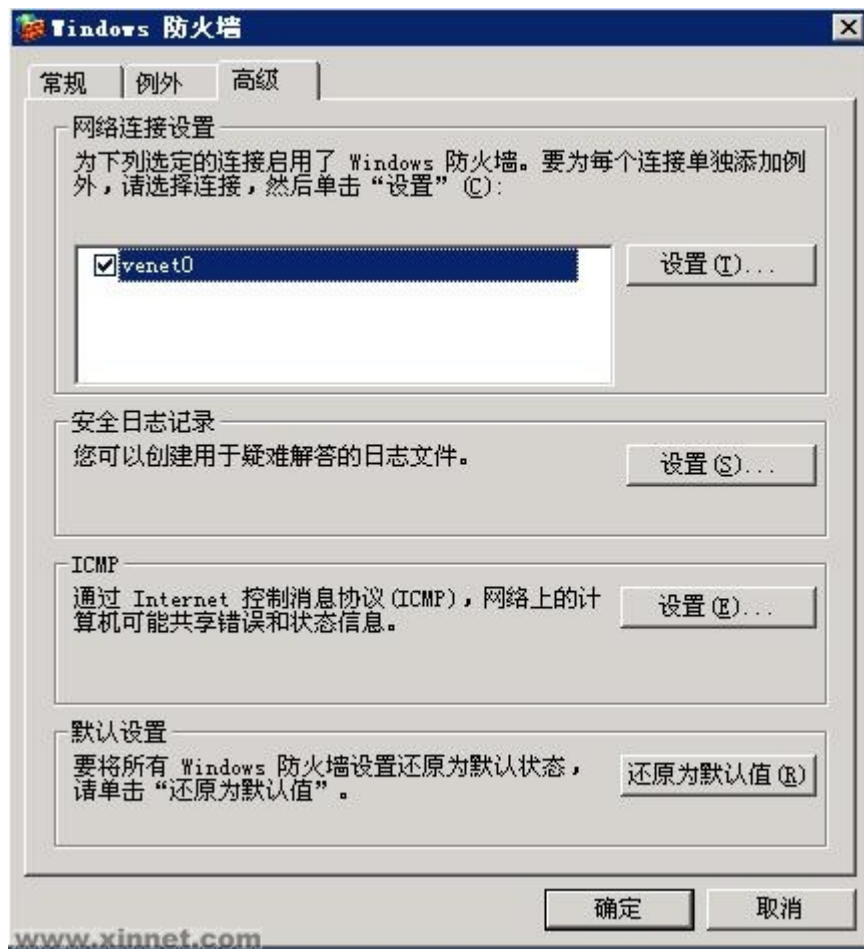 Windows 防火墙
常规 例外 高级
网络连接设置
为下列选定的连接启用了 Windows 防火墙。要为每个连接单独添加例
外，请选择连接，然后单击“设置”(C):
venet0
设置(T)...
安全日志记录
您可以创建用于疑难解答的日志文件。
设置(S)...
ICMP
通过 Internet 控制消息协议(ICMP)，网络上的计
算机可能共享错误和状态信息。
设置(E)...
默认设置
要将所有 Windows 防火墙设置还原为默认状态，
请单击“还原为默认值”。
还原为默认值(R)
确定 取消
www.xinnet.com